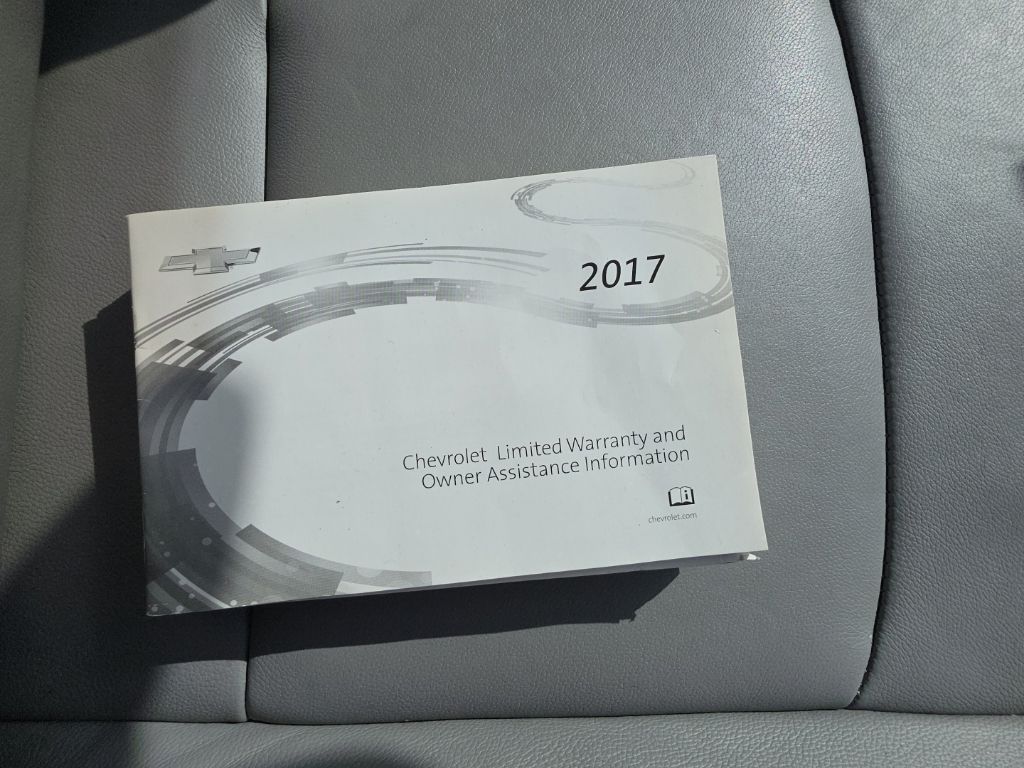 2017
Chevrolet Limited Warranty and
Owner Assistance Information
chevrolet.com